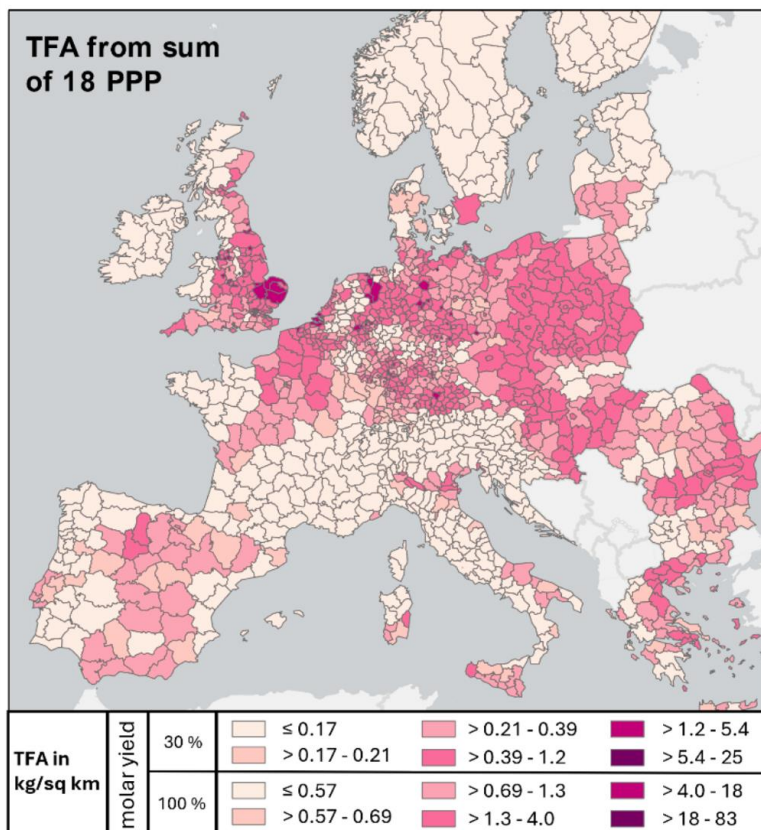 TFA from sum
of 18 PPP
TFA in
kg/sq km
molar yield
30 %
≤ 0.17
> 0.21 - 0.39
> 1.2 - 5.4
> 0.17 - 0.21
> 0.39 - 1.2
> 5.4 - 25
100 %
≤ 0.57
> 0.69 - 1.3
> 4.0 - 18
> 0.57 - 0.69
> 1.3 - 4.0
> 18 - 83